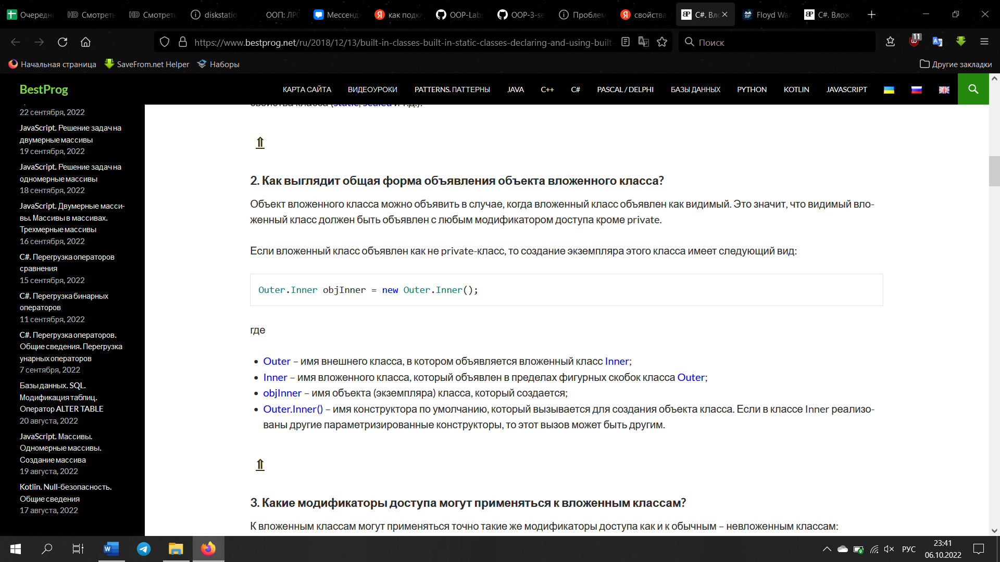 Очередн
Смотреть
Смотреть
diskstatio
ООП: ЛР
Мессендж
как подкл
OOP-Lab
OOP-3-se
Проблем
свойства
C#. Вл
Floyd War
C#. Влож
https://www.bestprog.net/ru/2018/12/13/built-in-classes-built-in-static-classes-declaring-and-using-built-
Поиск
11
Начальная страница
SaveFrom.net Helper
Наборы
Другие закладки
BestProg
КАРТА САЙТА
ВИДЕОУРОКИ
PATTERNS. ПАТТЕРНЫ
JAVA
C++
C#
PASCAL / DELPHI
БАЗЫ ДАННЫХ
PYTHON
KOTLIN
JAVASCRIPT
22 сентября, 2022
JavaScript. Решение задач на
двумерные массивы
19 сентября, 2022
JavaScript. Решение задач на
одномерные массивы
18 сентября, 2022
JavaScript. Двумерные масси-
вы. Массивы в массивах.
Трехмерные массивы
16 сентября, 2022
C#. Перегрузка операторов
сравнения
15 сентября, 2022
C#. Перегрузка бинарных
операторов
11 сентября, 2022
C#. Перегрузка операторов.
Общие сведения. Перегрузка
унарных операторов
7 сентября, 2022
Базы данных. SQL.
Модификация таблиц.
Оператор ALTER TABLE
20 августа, 2022
JavaScript. Массивы.
Одномерные массивы.
Создание массива
19 августа, 2022
Kotlin. Null-безопасность.
Общие сведения
17 августа, 2022
свойства класса (static, sealed и т.д.).
⇑
2. Как выглядит общая форма объявления объекта вложенного класса?
Объект вложенного класса можно объявить в случае, когда вложенный класс объявлен как видимый. Это значит, что видимый вло-
женный класс должен быть объявлен с любым модификатором доступа кроме private.
Если вложенный класс объявлен как не private-класс, то создание экземпляра этого класса имеет следующий вид:
Outer.Inner objInner = new Outer.Inner();
где
• Outer – имя внешнего класса, в котором объявляется вложенный класс Inner;
• Inner – имя вложенного класса, который объявлен в пределах фигурных скобок класса Outer;
• objInner – имя объекта (экземпляра) класса, который создается;
• Outer.Inner() – имя конструктора по умолчанию, который вызывается для создания объекта класса. Если в классе Inner реализо-
ваны другие параметризированные конструкторы, то этот вызов может быть другим.
⇑
3. Какие модификаторы доступа могут применяться к вложенным классам?
К вложенным классам могут применяться точно такие же модификаторы доступа как и к обычным – невложенным классам:
РУС
23:41
06.10.2022